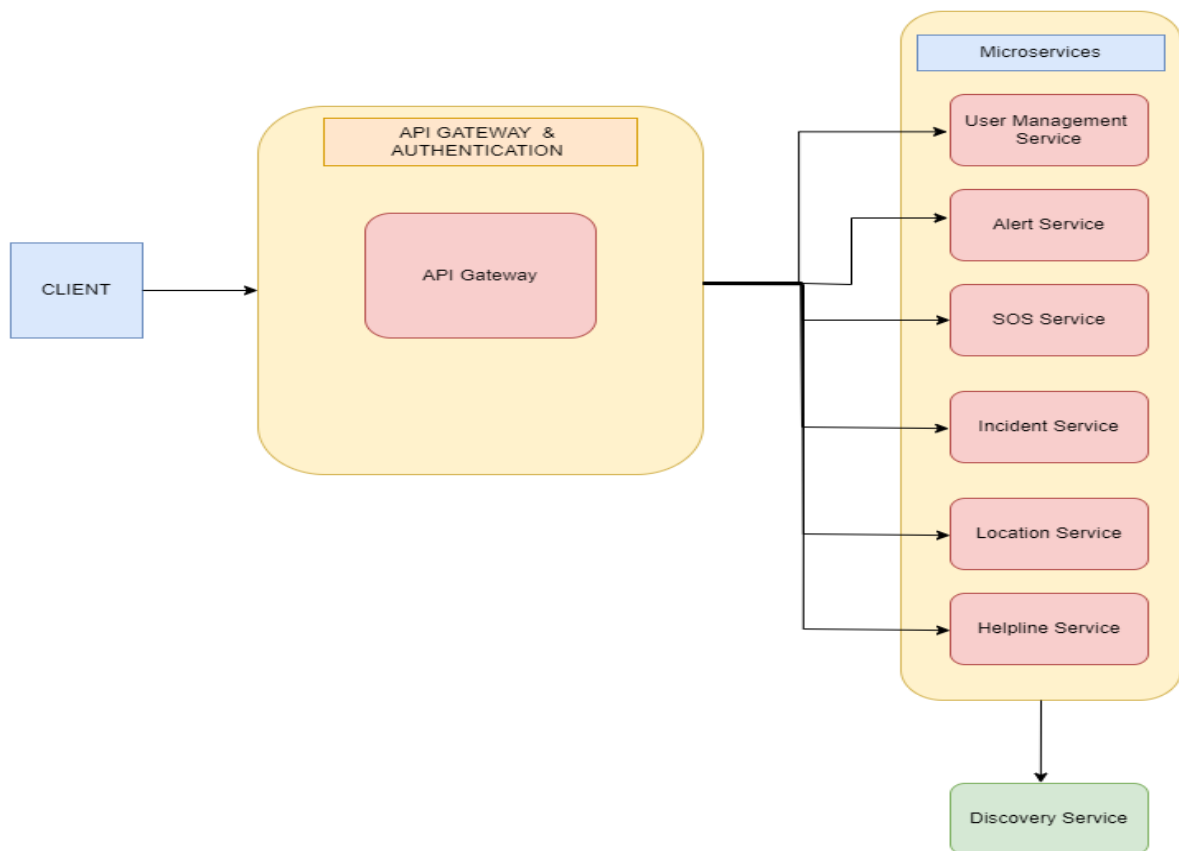 Microservices
User Management
Service
API GATEWAY & 
AUTHENTICATION
Alert Service
CLIENT
API Gateway
SOS Service
Incident Service
Location Service
Helpline Service
Discovery Service